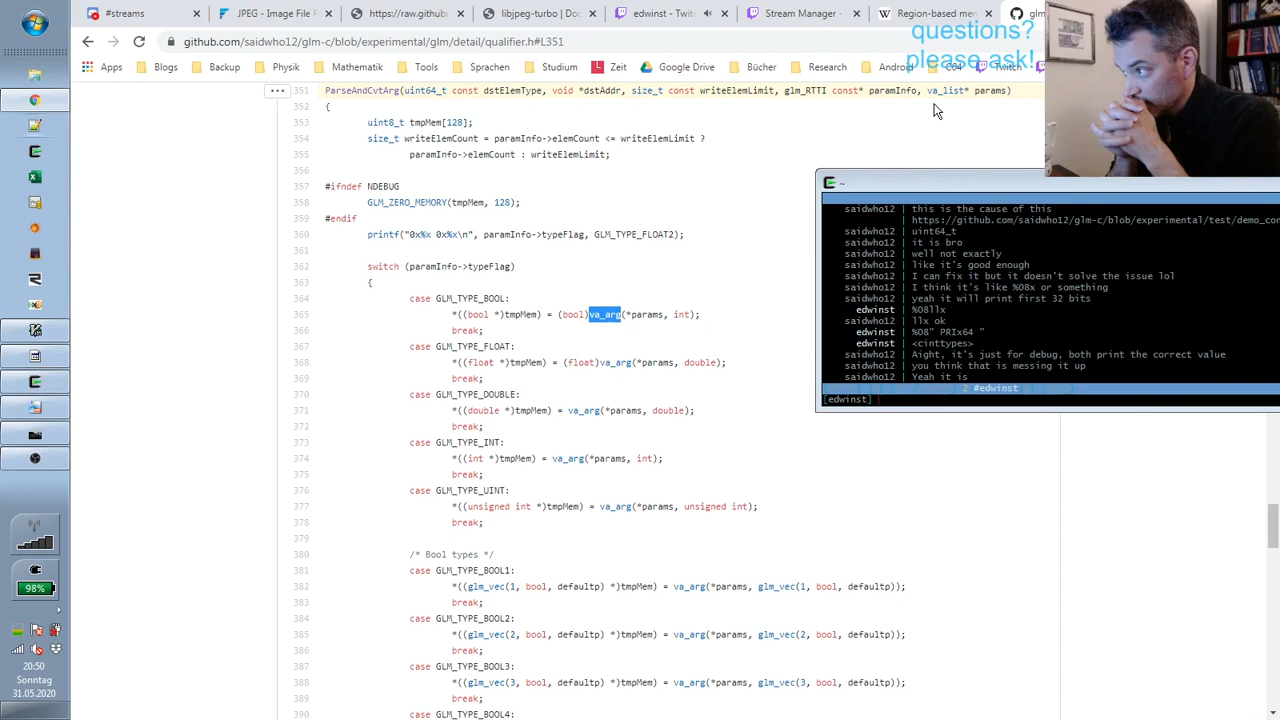 #streams
JPEG - Image File F
https://raw.github
libjpeg-turbo | Do
edwinst - Twitc
Stream Manager -
Region-based mem
glm
github.com/saidwho12/glm-c/blob/experimental/glm/detail/qualifier.h#L351
questions?
please ask!
Apps
Blogs
Lookup
Mathematik
Tools
Sprachen
Studium
Zeit
Google Drive
Bücher
Research
Android
C64
Twitch
351 ParseAndCvtArg(uint64_t const dstElemType, void *dstAddr, size_t const writeElemLimit, glm_RTTI const* paramInfo, va_list* params)
352 {
353 uint8_t tmpMem[128];
354 size_t writeElemCount = paramInfo->elemCount <= writeElemLimit ?
355 paramInfo->elemCount : writeElemLimit;
356
357 #ifndef NDEBUG
358 GLM_ZERO_MEMORY(tmpMem, 128);
359 #endif
360 printf("0x%x 0x%x\n", paramInfo->typeFlag, GLM_TYPE_FLOAT2);
361
362 switch (paramInfo->typeFlag)
363 {
364 case GLM_TYPE_BOOL:
365 *((bool *)tmpMem) = (bool)va_arg(*params, int);
366 break;
367 case GLM_TYPE_FLOAT:
368 *((float *)tmpMem) = (float)va_arg(*params, double);
369 break;
370 case GLM_TYPE_DOUBLE:
371 *((double *)tmpMem) = va_arg(*params, double);
372 break;
373 case GLM_TYPE_INT:
374 *((int *)tmpMem) = va_arg(*params, int);
375 break;
376 case GLM_TYPE_UINT:
377 *((unsigned int *)tmpMem) = va_arg(*params, unsigned int);
378 break;
379
380 /* Bool types */
381 case GLM_TYPE_BOOL1:
382 *((glm_vec(1, bool, defaultp) *)tmpMem) = va_arg(*params, glm_vec(1, bool, defaultp));
383 break;
384 case GLM_TYPE_BOOL2:
385 *((glm_vec(2, bool, defaultp) *)tmpMem) = va_arg(*params, glm_vec(2, bool, defaultp));
386 break;
387 case GLM_TYPE_BOOL3:
388 *((glm_vec(3, bool, defaultp) *)tmpMem) = va_arg(*params, glm_vec(3, bool, defaultp));
389 break;
390 case GLM_TYPE_BOOL4:
~
saidwho12 | this is the cause of this
https://github.com/saidwho12/glm-c/blob/experimental/test/demo_con
saidwho12 | uint64_t
saidwho12 | it is bro
saidwho12 | well not exactly
saidwho12 | like it's good enough
saidwho12 | I can fix it but it doesn't solve the issue lol
saidwho12 | I think it's like %08x or something
saidwho12 | yeah it will print first 32 bits
edwinst | %08llx
saidwho12 | llx ok
edwinst | %08" PRIx64 "
edwinst | <cinttypes>
saidwho12 | Aight, it's just for debug, both print the correct value
saidwho12 | you think that is messing it up
saidwho12 | Yeah it is
2 #edwinst
[edwinst]
98%
20:50
Sonntag
31.05.2020